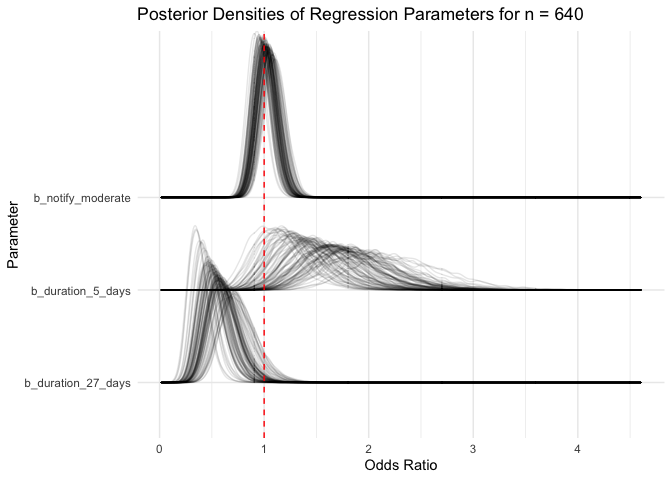 Posterior Densities of Regression Parameters for n = 640
Parameter
b_notify_moderate
b_duration_5_days
b_duration_27_days
0 1 2 3 4
Odds Ratio